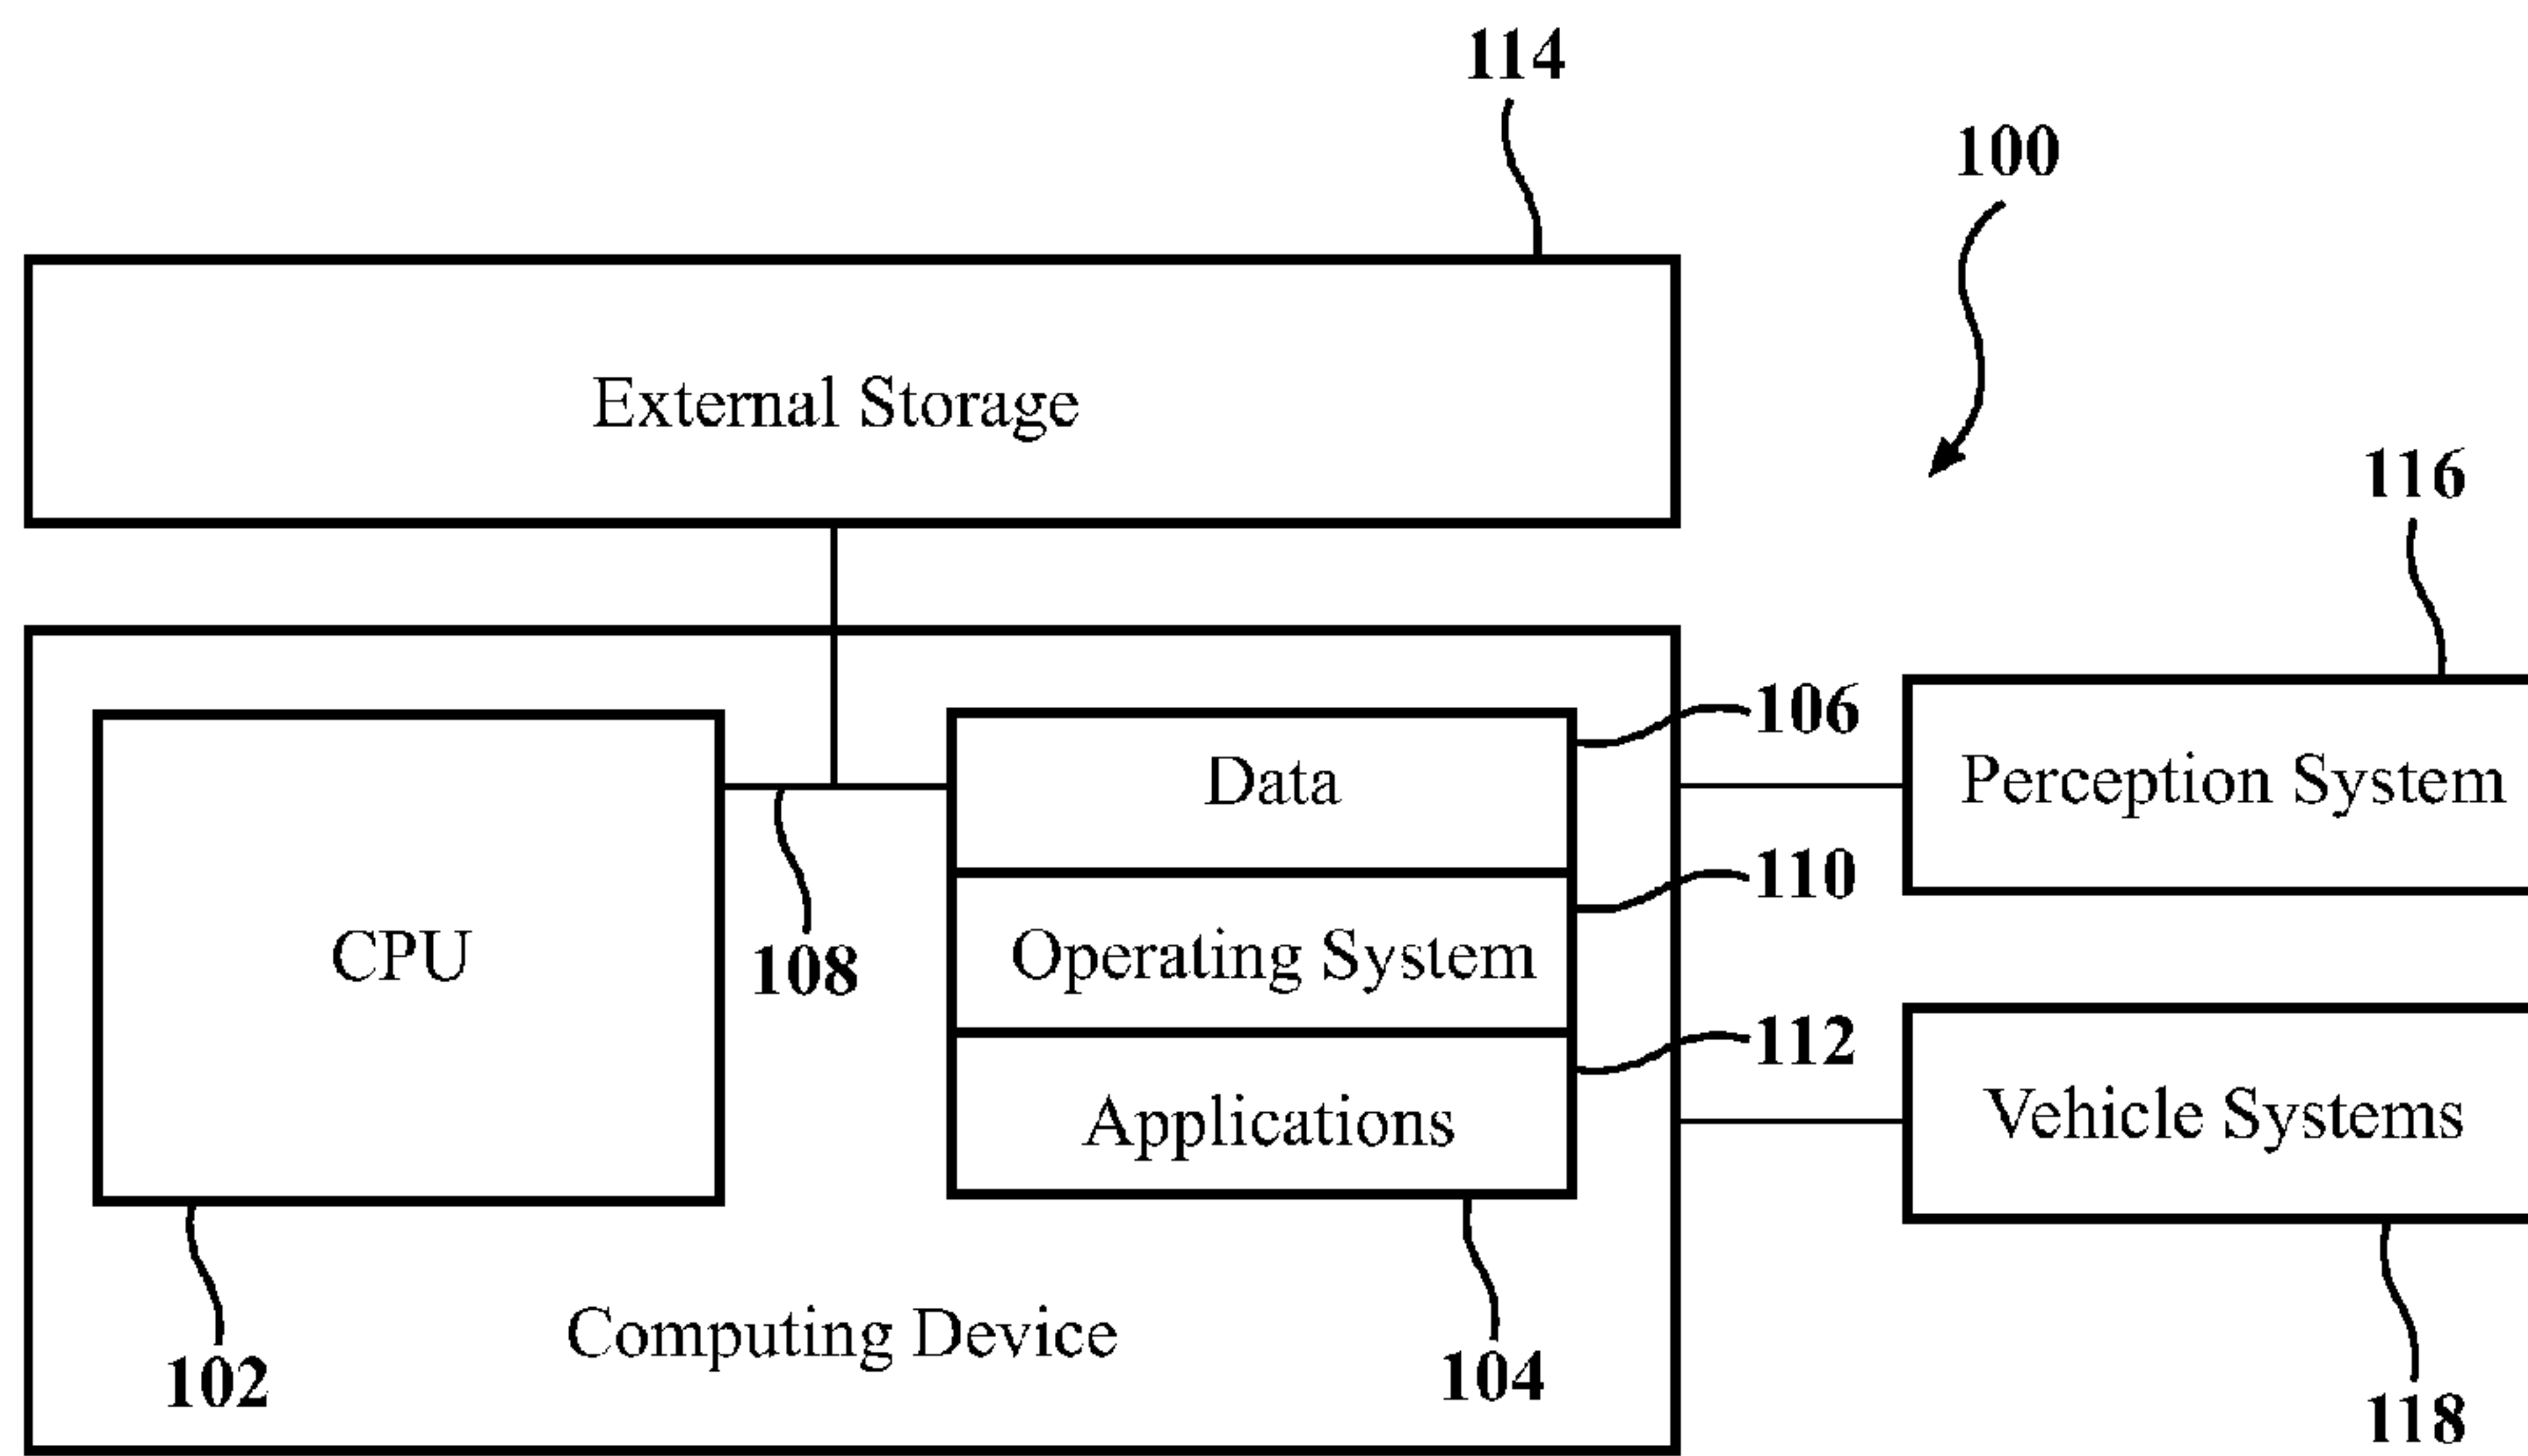 114
100
External Storage
116
106
Data
Perception System
110
CPU
108
Operating System
112
Applications
Vehicle Systems
Computing Device
102
104
118